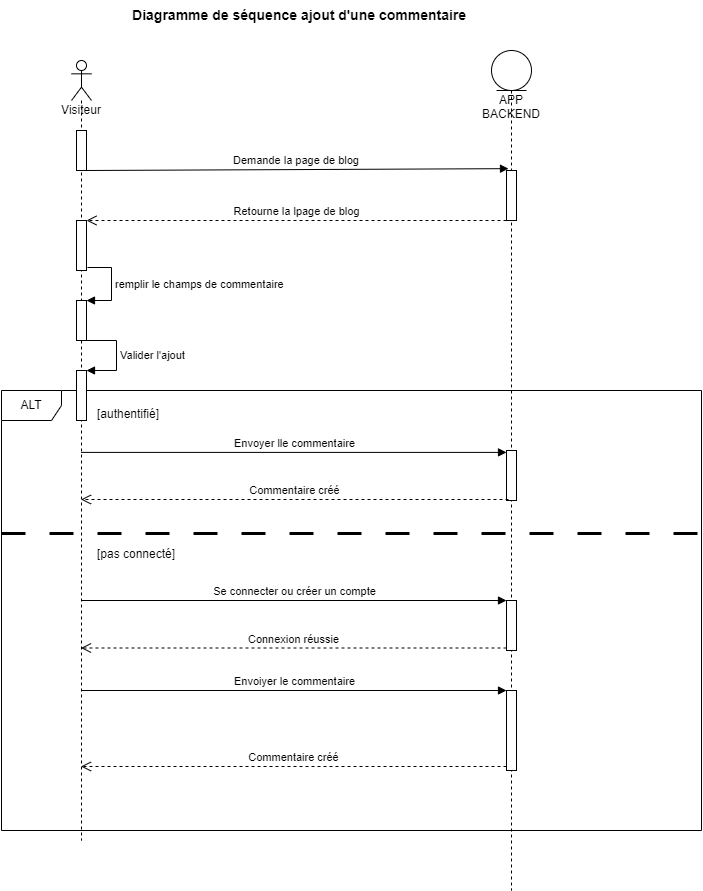 Diagramme de séquence ajout d'une commentaire
Visiteur
APP
BACKEND
Demande la page de blog
Retourne la lpage de blog
remplir le champs de commentaire
Valider l'ajout
ALT
[authentifié]
Envoyer lle commentaire
Commentaire créé
[pas connecté]
Se connecter ou créer un compte
Connexion réussie
Envoiyer le commentaire
Commentaire créé